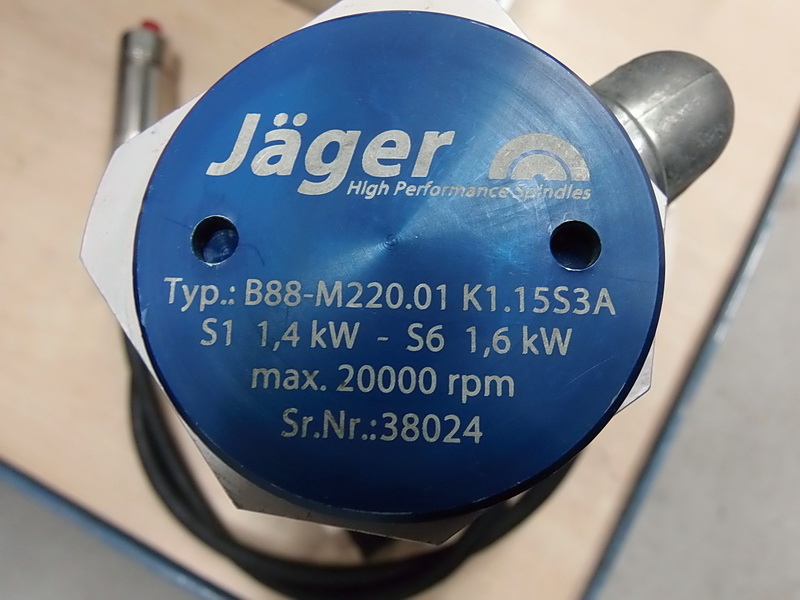 Jäger
High Performance Spindles
Typ.: B88-M220.01 K1.15S3A
S1 1,4 kW - S6 1,6 kW
max. 20000 rpm
Sr.Nr.:38024